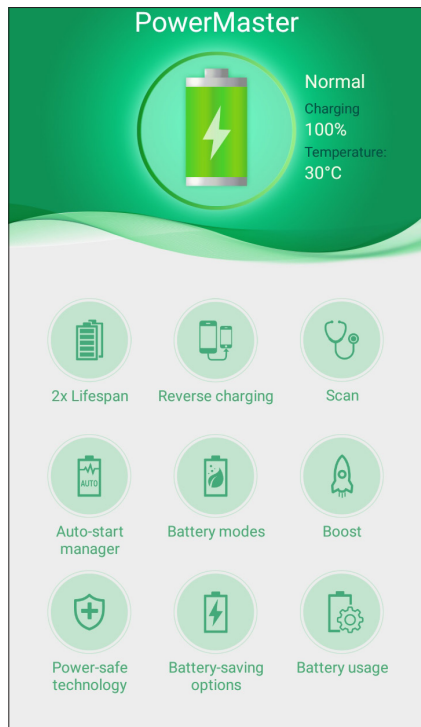 PowerMaster
Normal
Charging
100%
Temperature:
30°C
2x Lifespan
Reverse charging
Scan
AUTO
Auto-start
manager
Battery modes
Boost
Power-safe
technology
Battery-saving
options
Battery usage